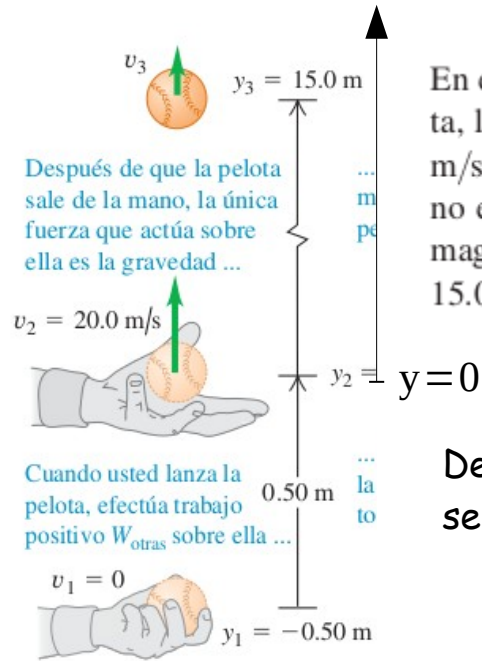 v₃
y₃ = 15.0 m
Después de que la pelota
sale de la mano, la única
fuerza que actúa sobre
ella es la gravedad ...
...
m
pe
v₂ = 20.0 m/s
y₂ =
y=0
Cuando usted lanza la
pelota, efectúa trabajo
positivo W_otras sobre ella ...
0.50 m
...
la
to
v₁ = 0
y₁ = −0.50 m
En
ta, l
m/s
no e
mag
15.0
De
se